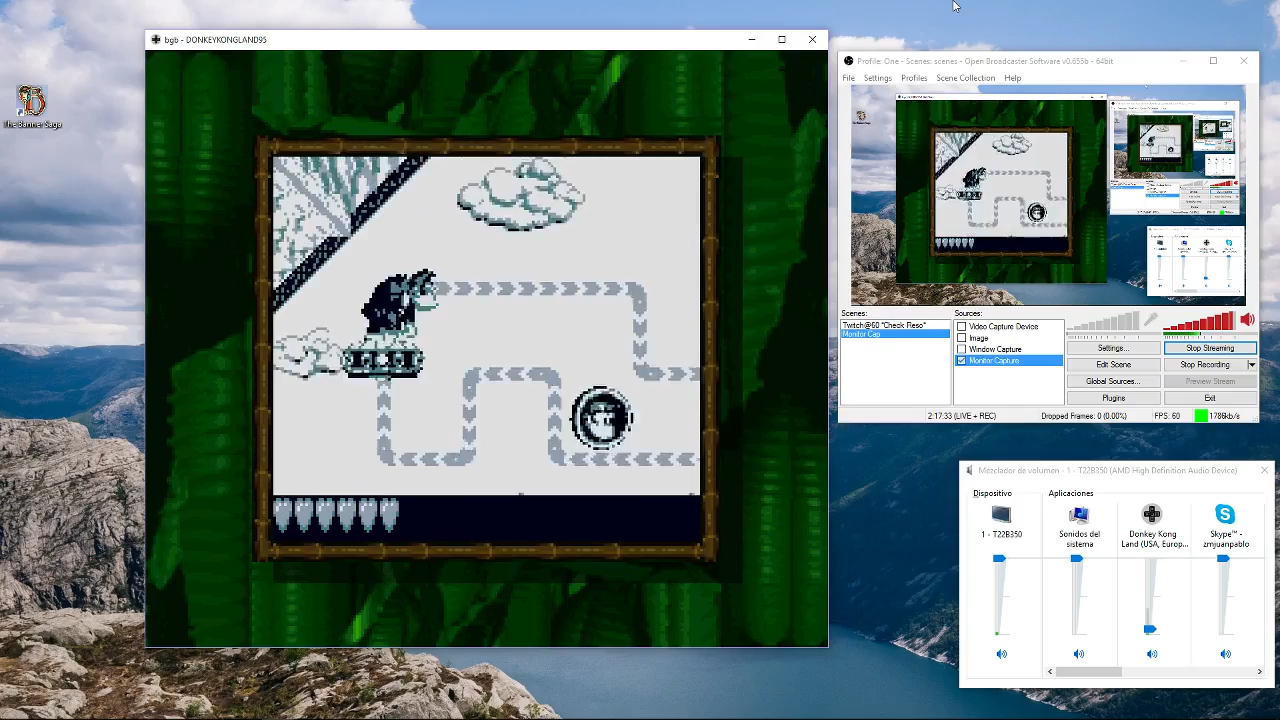 bgb - DONKEYKONGLAND95
The Banner Saga
Profile: One - Scenes: scenes - Open Broadcaster Software v0.655b - 64bit
File Settings Profiles Scene Collection Help
Scenes:
Twitch@60 "Check Reso"
Monitor Cap
Sources:
Video Capture Device
Image
Window Capture
Monitor Capture
Settings... Stop Streaming
Edit Scene Stop Recording
Global Sources... Preview Stream
Plugins Exit
2:17:33 (LIVE + REC) Dropped Frames: 0 (0.00%) FPS: 60 1786kb/s
Mezclador de volumen - 1 - T22B350 (AMD High Definition Audio Device)
Dispositivo Aplicaciones
1 - T22B350
Sonidos del
sistema
Donkey Kong
Land (USA, Europ...
Skype™ -
zmjuanpablo